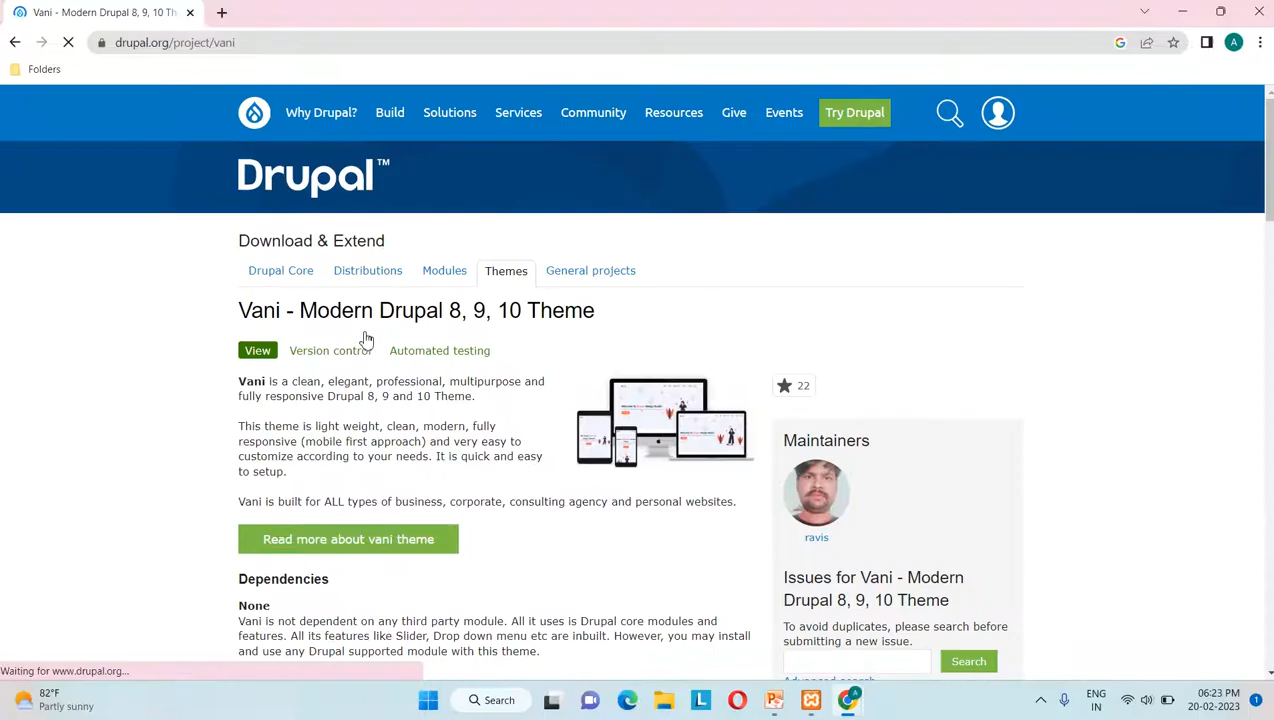 Vani - Modern Drupal 8, 9, 10 Th
drupal.org/project/vani
A
Folders
Why Drupal?
Build
Solutions
Services
Community
Resources
Give
Events
Try Drupal
Drupal™
Download & Extend
Drupal Core
Distributions
Modules
Themes
General projects
Vani - Modern Drupal 8, 9, 10 Theme
View
Version control
Automated testing
Vani is a clean, elegant, professional, multipurpose and
fully responsive Drupal 8, 9 and 10 Theme.
This theme is light weight, clean, modern, fully
responsive (mobile first approach) and very easy to
customize according to your needs. It is quick and easy
to setup.
Vani is built for ALL types of business, corporate, consulting agency and personal websites.
Read more about vani theme
Dependencies
None
Vani is not dependent on any third party module. All it uses is Drupal core modules and
features. All its features like Slider, Drop down menu etc are inbuilt. However, you may install
and use any Drupal supported module with this theme.
22
Maintainers
ravis
Issues for Vani - Modern
Drupal 8, 9, 10 Theme
To avoid duplicates, please search before
submitting a new issue.
Search
Advanced search
Waiting for www.drupal.org...
82°F
Partly sunny
Search
L
A
ENG
IN
06:23 PM
20-02-2023
1